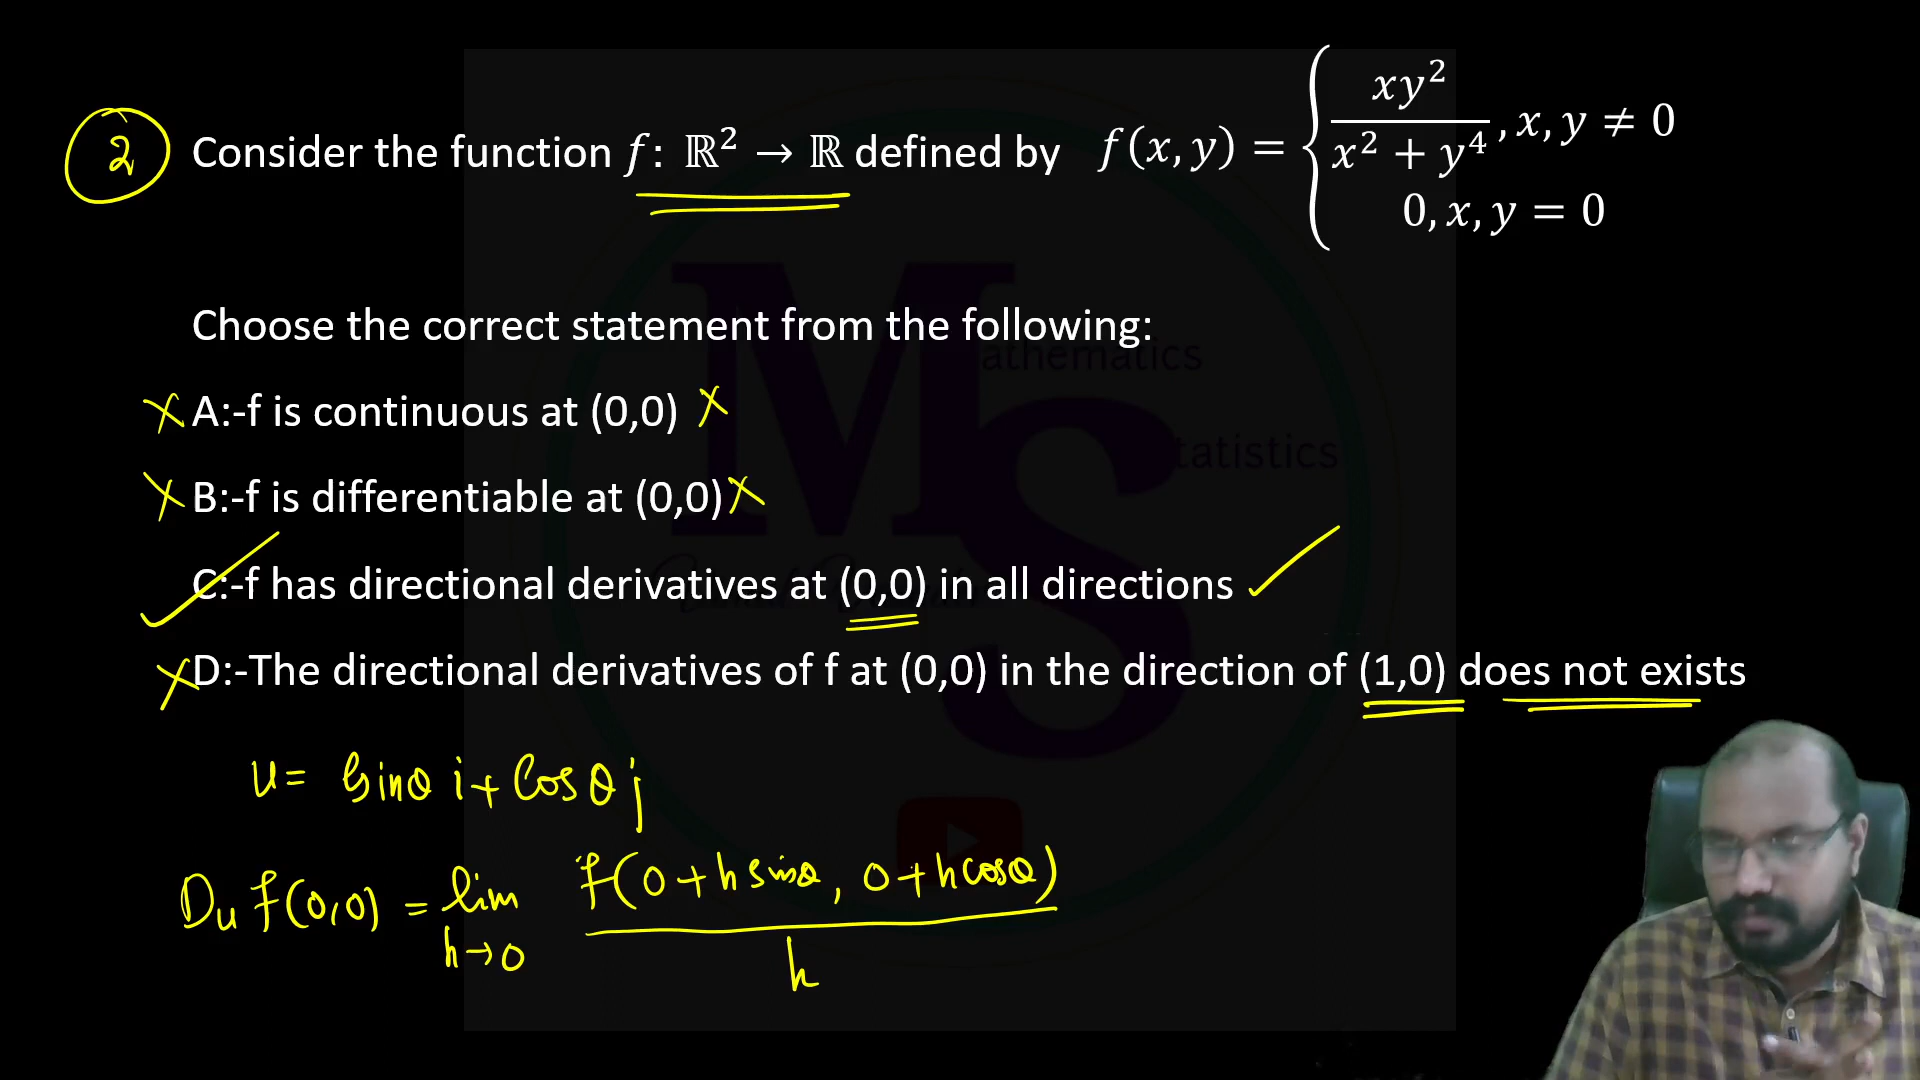 2 Consider the function f: ℝ² → ℝ defined by f(x, y) = { xy² / x² + y⁴ , x, y ≠ 0
0, x, y = 0
Choose the correct statement from the following:
athematics
X A:-f is continuous at (0,0) X
tatistics
X B:-f is differentiable at (0,0) X
✓ C:-f has directional derivatives at (0,0) in all directions ✓
X D:-The directional derivatives of f at (0,0) in the direction of (1,0) does not exists
u = sinθ i + cosθ j
Du f(0,0) = lim h→0 f(0+h sinθ, 0+h cosθ) / h